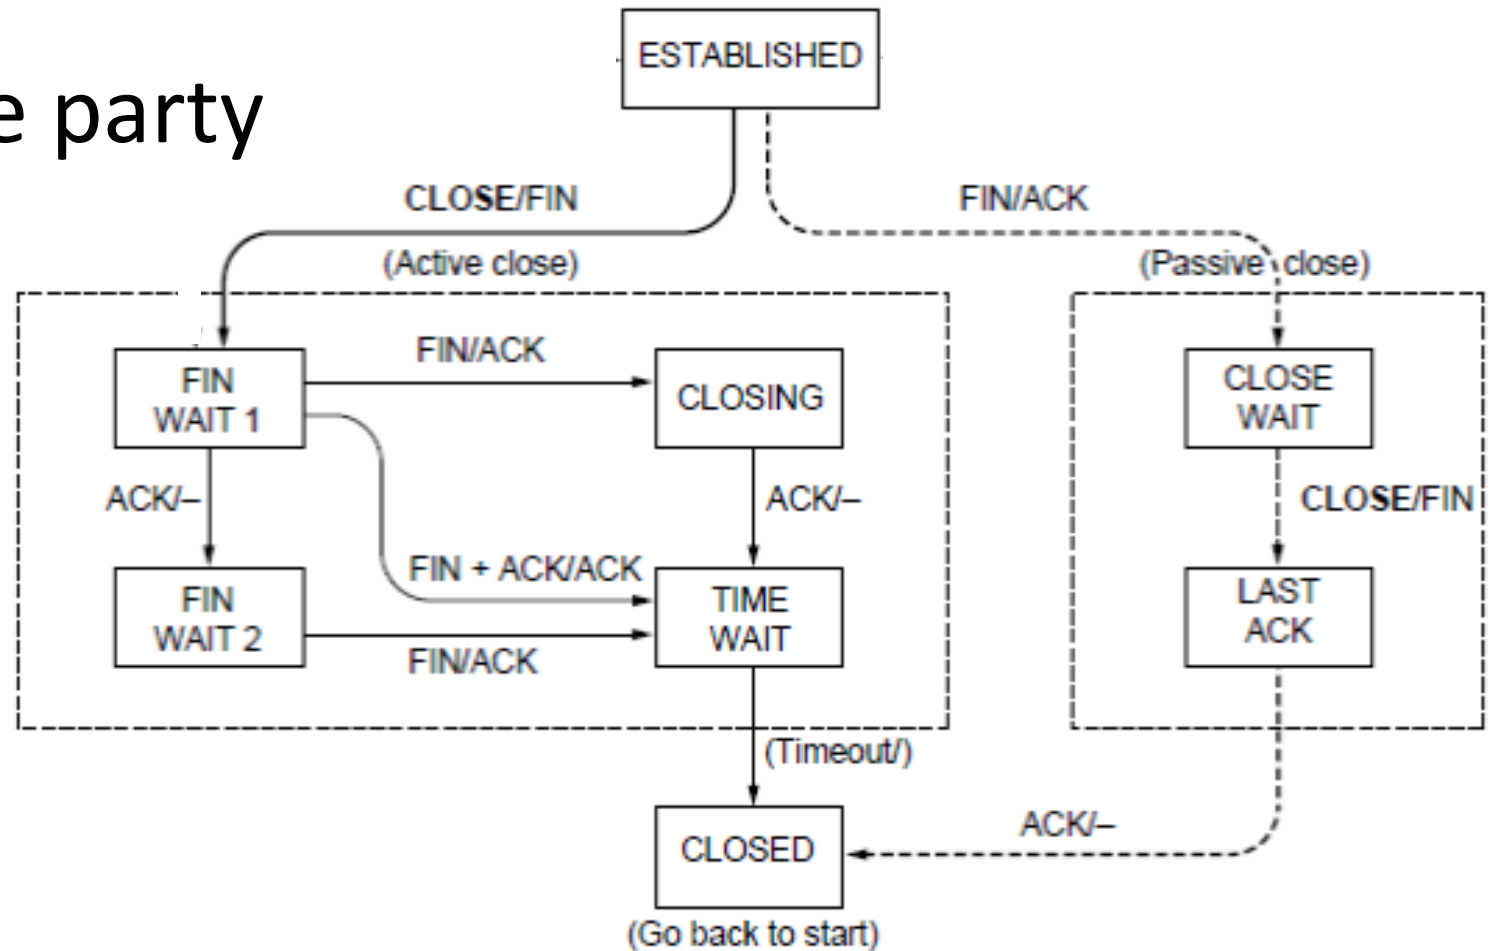 ESTABLISHED
e party
CLOSE/FIN
FIN/ACK
(Active close)
(Passive close)
FIN/ACK
FIN
WAIT 1
CLOSING
CLOSE
WAIT
ACK/–
ACK/–
CLOSE/FIN
FIN + ACK/ACK
FIN
WAIT 2
TIME
WAIT
LAST
ACK
FIN/ACK
(Timeout/)
ACK/–
CLOSED
(Go back to start)